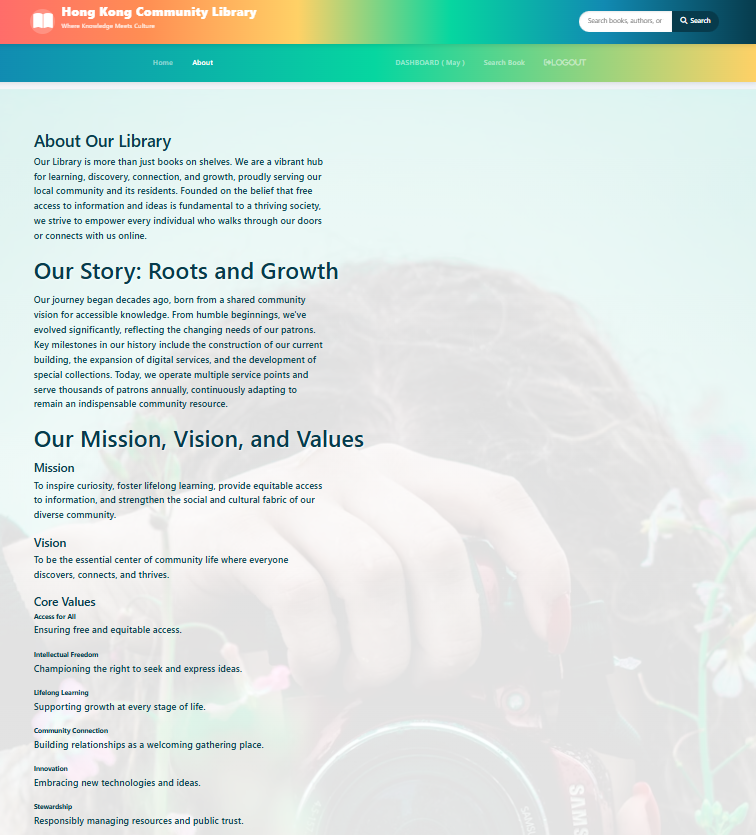 Hong Kong Community Library
Where Knowledge Meets Culture
Search books, authors, or
Search
Home
About
DASHBOARD ( May )
Search Book
LOGOUT
About Our Library
Our Library is more than just books on shelves. We are a vibrant hub
for learning, discovery, connection, and growth, proudly serving our
local community and its residents. Founded on the belief that free
access to information and ideas is fundamental to a thriving society,
we strive to empower every individual who walks through our doors
or connects with us online.
Our Story: Roots and Growth
Our journey began decades ago, born from a shared community
vision for accessible knowledge. From humble beginnings, we've
evolved significantly, reflecting the changing needs of our patrons.
Key milestones in our history include the construction of our current
building, the expansion of digital services, and the development of
special collections. Today, we operate multiple service points and
serve thousands of patrons annually, continuously adapting to
remain an indispensable community resource.
Our Mission, Vision, and Values
Mission
To inspire curiosity, foster lifelong learning, provide equitable access
to information, and strengthen the social and cultural fabric of our
diverse community.
Vision
To be the essential center of community life where everyone
discovers, connects, and thrives.
Core Values
Access for All
Ensuring free and equitable access.
Intellectual Freedom
Championing the right to seek and express ideas.
Lifelong Learning
Supporting growth at every stage of life.
Community Connection
Building relationships as a welcoming gathering place.
Innovation
Embracing new technologies and ideas.
Stewardship
Responsibly managing resources and public trust.